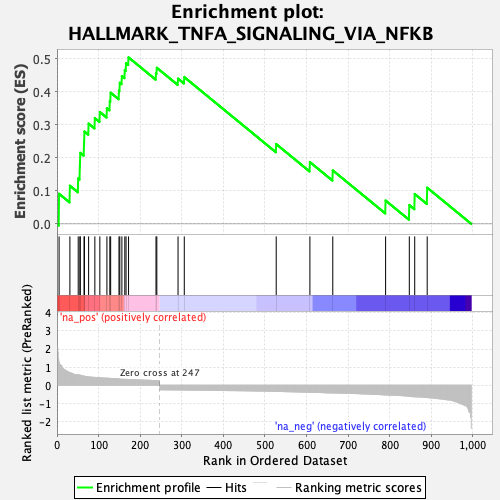 Enrichment plot:
HALLMARK_TNFA_SIGNALING_VIA_NFKB
Enrichment score (ES)
0.5
0.4
0.3
0.2
0.1
0.0
Ranked list metric (PreRanked)
4
3
2
1
0
-1
-2
'na_pos' (positively correlated)
Zero cross at 247
'na_neg' (negatively correlated)
0 100 200 300 400 500 600 700 800 900 1,000
Rank in Ordered Dataset
Enrichment profile Hits Ranking metric scores